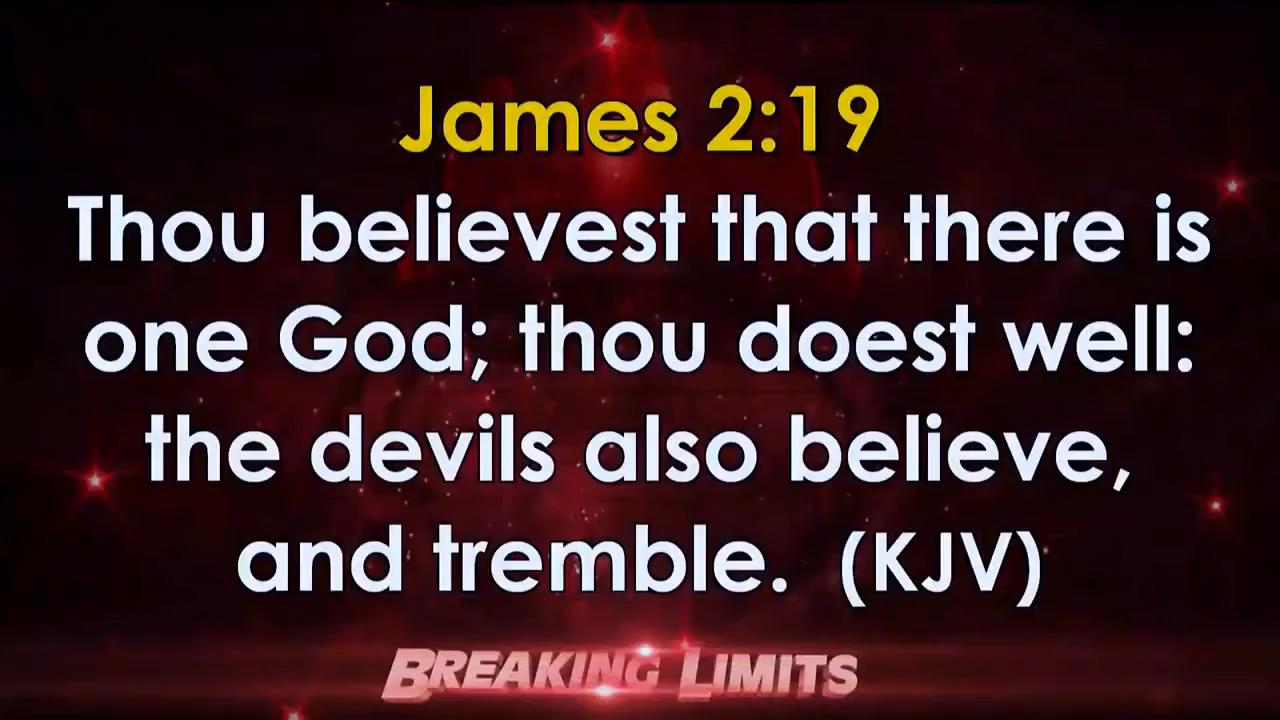 James 2:19
Thou believest that there is
one God; thou doest well:
the devils also believe,
and tremble. (KJV)
BREAKING LIMITS